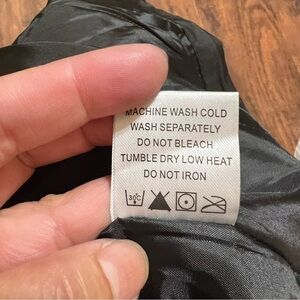 MACHINE WASH COLD
WASH SEPARATELY
DO NOT BLEACH
TUMBLE DRY LOW HEAT
DO NOT IRON
30°C